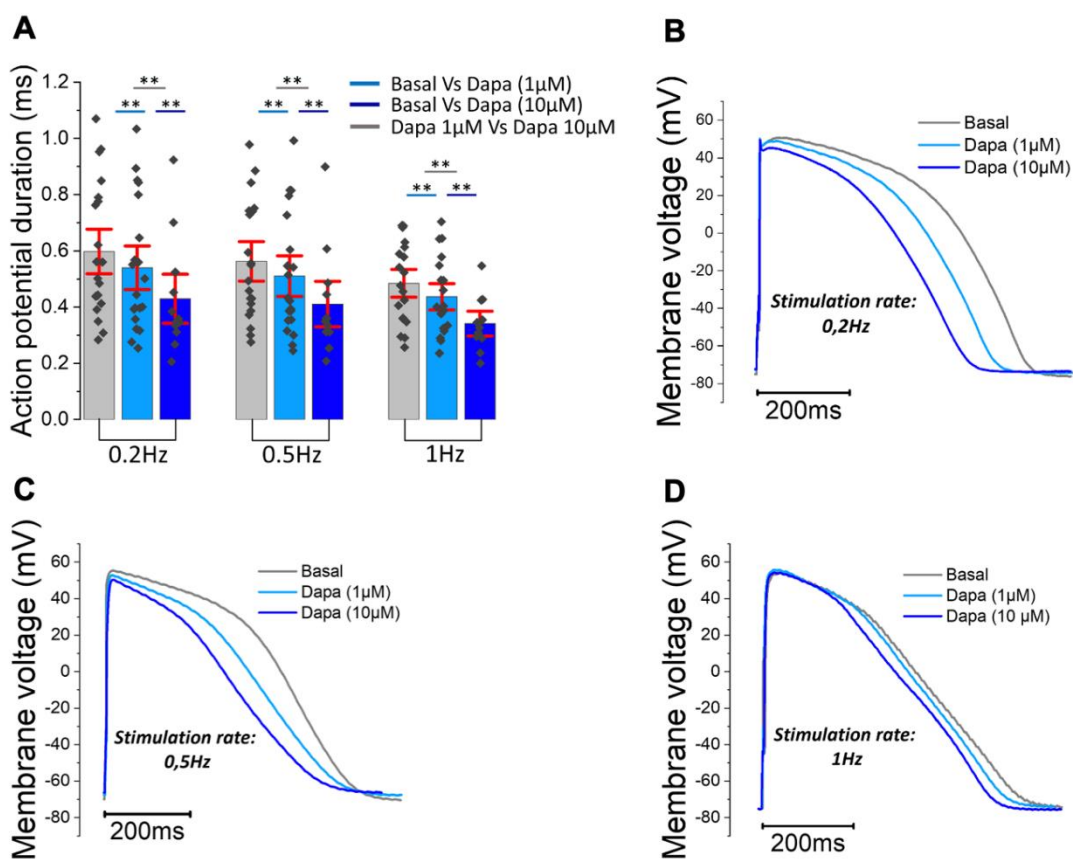 A
Action potential duration (ms)
1.2
1.0
0.8
0.6
0.4
0.2
0.0
** ** **
** ** **
** ** **
Basal Vs Dapa (1µM)
Basal Vs Dapa (10µM)
Dapa 1µM Vs Dapa 10µM
0.2Hz 0.5Hz 1Hz
B
Membrane voltage (mV)
60
40
20
0
-20
-40
-60
-80
Basal
Dapa (1µM)
Dapa (10µM)
Stimulation rate:
0,2Hz
200ms
C
Membrane voltage (mV)
60
40
20
0
-20
-40
-60
-80
Basal
Dapa (1µM)
Dapa (10µM)
Stimulation rate:
0,5Hz
200ms
D
Membrane voltage (mV)
60
40
20
0
-20
-40
-60
-80
Basal
Dapa (1µM)
Dapa (10 µM)
Stimulation rate:
1Hz
200ms